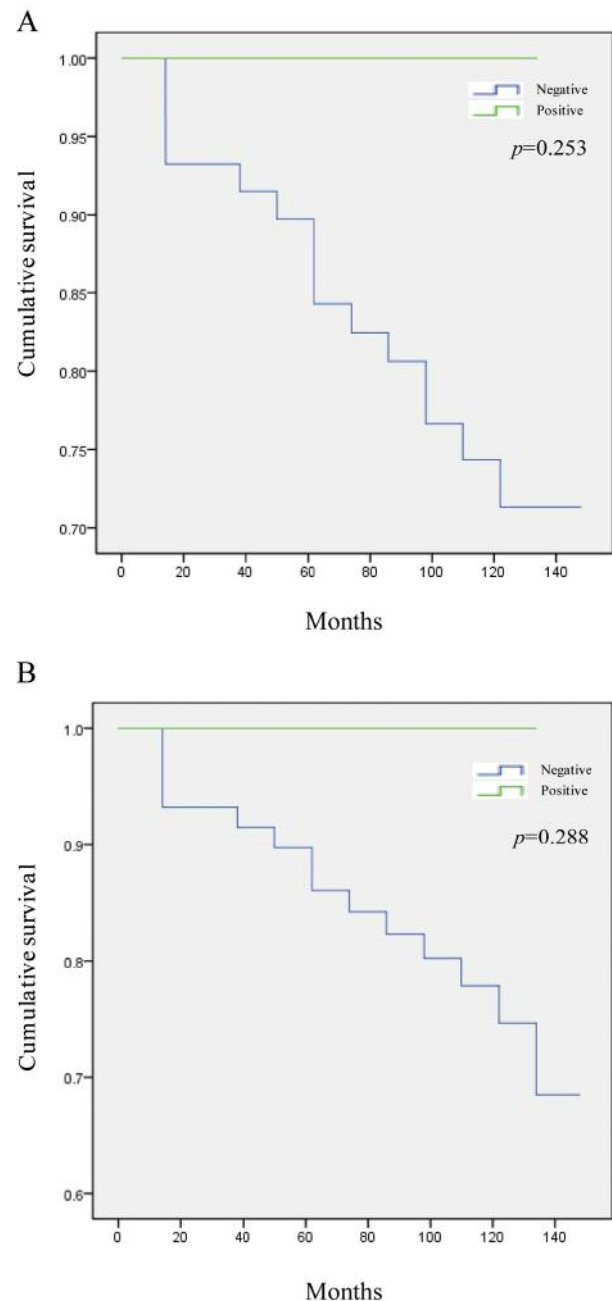 A
Cumulative survival
1.00
0.95
0.90
0.85
0.80
0.75
0.70
Negative
Positive
p=0.253
0 20 40 60 80 100 120 140
Months
B
Cumulative survival
1.0
0.9
0.8
0.7
0.6
Negative
Positive
p=0.288
0 20 40 60 80 100 120 140
Months